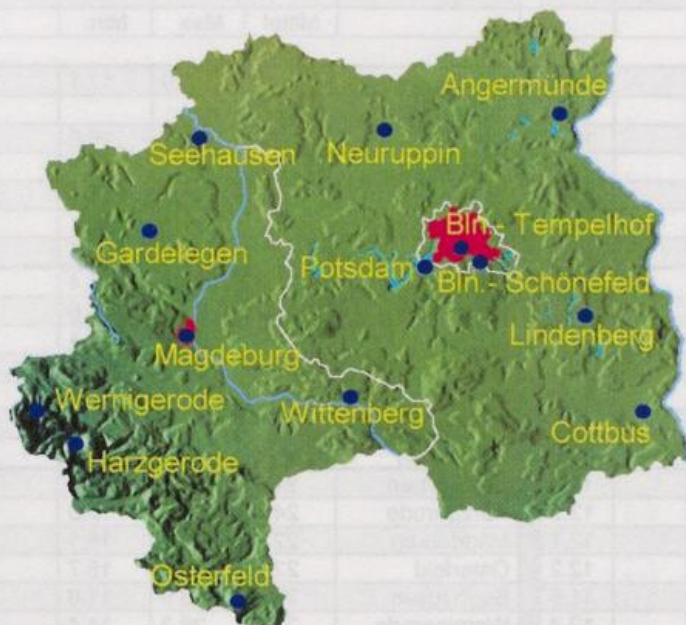 Angermünde
Seehausen
Neuruppin
Bln.- Tempelhof
Gardelegen
Potsdam
Bln.- Schönefeld
Lindenberg
Magdeburg
Wernigerode
Wittenberg
Cottbus
Harzgerode
Osterfeld